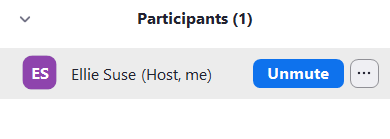 Participants (1)
ES Ellie Suse (Host, me) Unmute ...